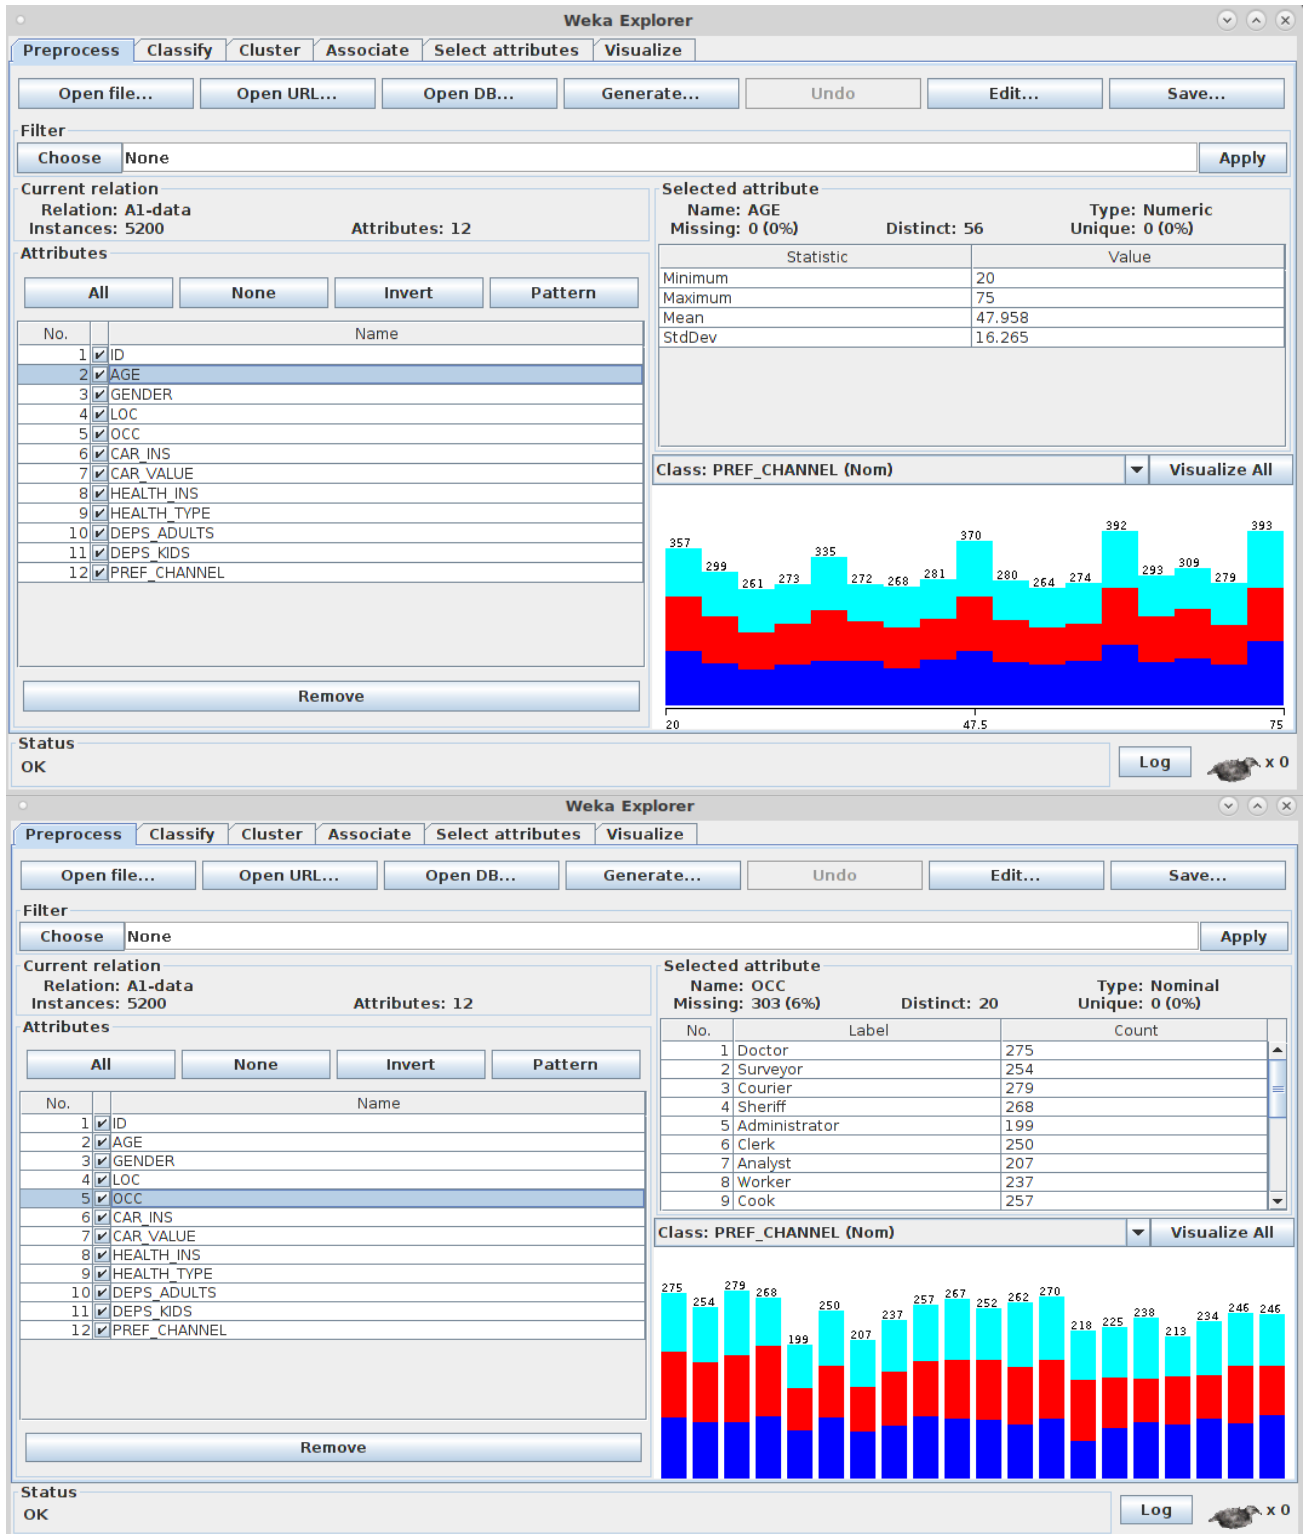 Weka Explorer
Preprocess Classify Cluster Associate Select attributes Visualize
Open file... Open URL... Open DB... Generate... Undo Edit... Save...
Filter
Choose None Apply
Current relation
Relation: A1-data
Instances: 5200 Attributes: 12
Selected attribute
Name: AGE Type: Numeric
Missing: 0 (0%) Distinct: 56 Unique: 0 (0%)
Attributes
All None Invert Pattern
No. Name
1 ID
2 AGE
3 GENDER
4 LOC
5 OCC
6 CAR_INS
7 CAR_VALUE
8 HEALTH_INS
9 HEALTH_TYPE
10 DEPS_ADULTS
11 DEPS_KIDS
12 PREF_CHANNEL
Remove
Statistic Value
Minimum 20
Maximum 75
Mean 47.958
StdDev 16.265
Class: PREF_CHANNEL (Nom) Visualize All
357 299 261 273 335 272 268 281 370 280 264 274 392 293 309 279 393
20 47.5 75
Status
OK
Log x 0
Weka Explorer
Preprocess Classify Cluster Associate Select attributes Visualize
Open file... Open URL... Open DB... Generate... Undo Edit... Save...
Filter
Choose None Apply
Current relation
Relation: A1-data
Instances: 5200 Attributes: 12
Selected attribute
Name: OCC Type: Nominal
Missing: 303 (6%) Distinct: 20 Unique: 0 (0%)
Attributes
All None Invert Pattern
No. Name
1 ID
2 AGE
3 GENDER
4 LOC
5 OCC
6 CAR_INS
7 CAR_VALUE
8 HEALTH_INS
9 HEALTH_TYPE
10 DEPS_ADULTS
11 DEPS_KIDS
12 PREF_CHANNEL
Remove
No. Label Count
1 Doctor 275
2 Surveyor 254
3 Courier 279
4 Sheriff 268
5 Administrator 199
6 Clerk 250
7 Analyst 207
8 Worker 237
9 Cook 257
Class: PREF_CHANNEL (Nom) Visualize All
275 254 279 268 199 250 207 237 257 267 252 262 270 218 225 238 213 234 246 246
Status
OK
Log x 0